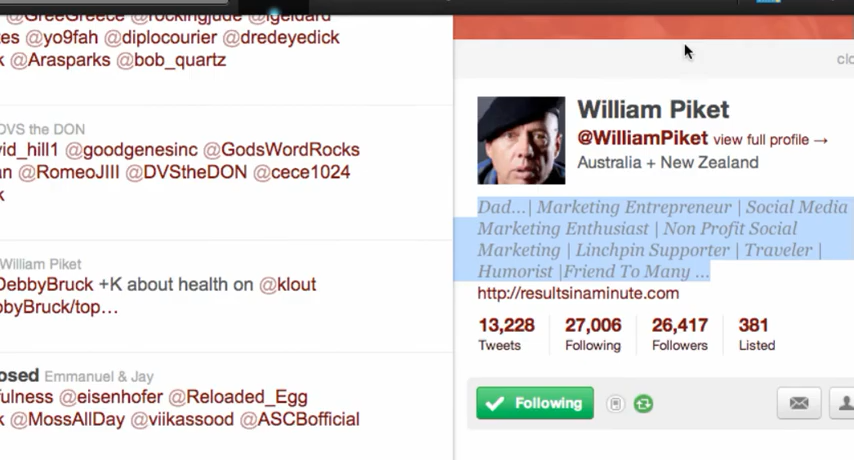 @GreeGreece @rockingjude @igeldard
es @yo9fah @diplocourier @dredeyedick
@Arasparks @bob_quartz
DVS the DON
vid_hill1 @goodgenesinc @GodsWordRocks
an @RomeoJIII @DVStheDON @cece1024
k
William Piket
DebbyBruck +K about health on @klout
bbyBruck/top...
osed Emmanuel & Jay
fulness @eisenhofer @Reloaded_Egg
k @MossAllDay @viikassood @ASCBofficial
clo
William Piket
@WilliamPiket view full profile →
Australia + New Zealand
Dad...| Marketing Entrepreneur | Social Media
Marketing Enthusiast | Non Profit Social
Marketing | Linchpin Supporter | Traveler |
Humorist |Friend To Many ...
http://resultsinaminute.com
13,228 27,006 26,417 381
Tweets Following Followers Listed
Following